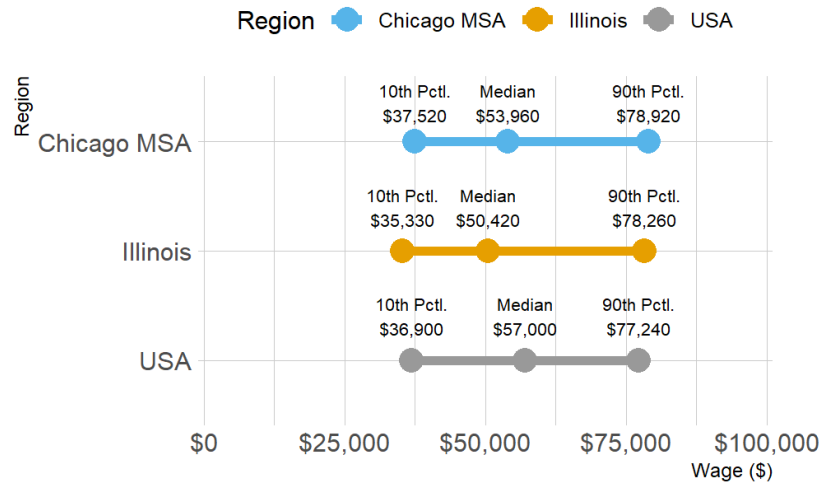 Region Chicago MSA Illinois USA
Region
10th Pctl. Median 90th Pctl.
$37,520 $53,960 $78,920
Chicago MSA
10th Pctl. Median 90th Pctl.
$35,330 $50,420 $78,260
Illinois
10th Pctl. Median 90th Pctl.
$36,900 $57,000 $77,240
USA
$0 $25,000 $50,000 $75,000 $100,000
Wage ($)